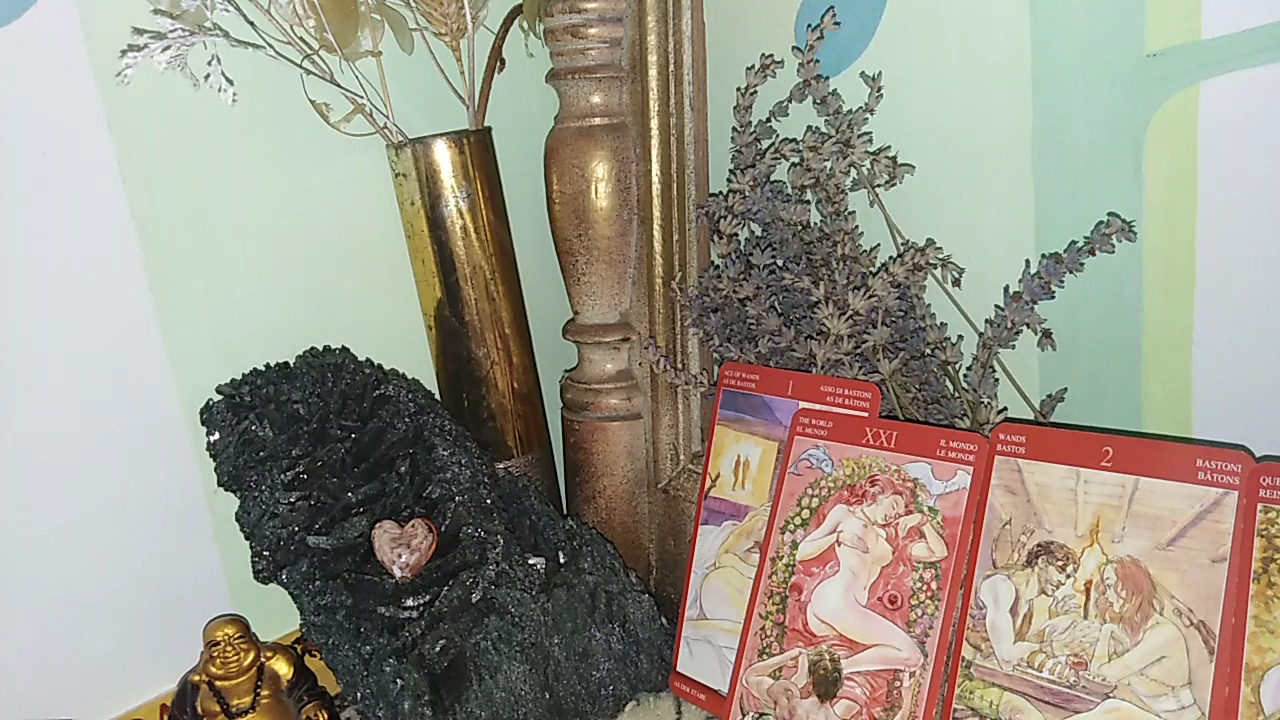 ACE OF WANDS
AS DE BASTOS
1
ASSO DI BASTONI
AS DE BÂTONS
AS DER STÄBE
THE WORLD
EL MUNDO
XXI
IL MONDO
LE MONDE
WANDS
BASTOS
2
BASTONI
BÂTONS